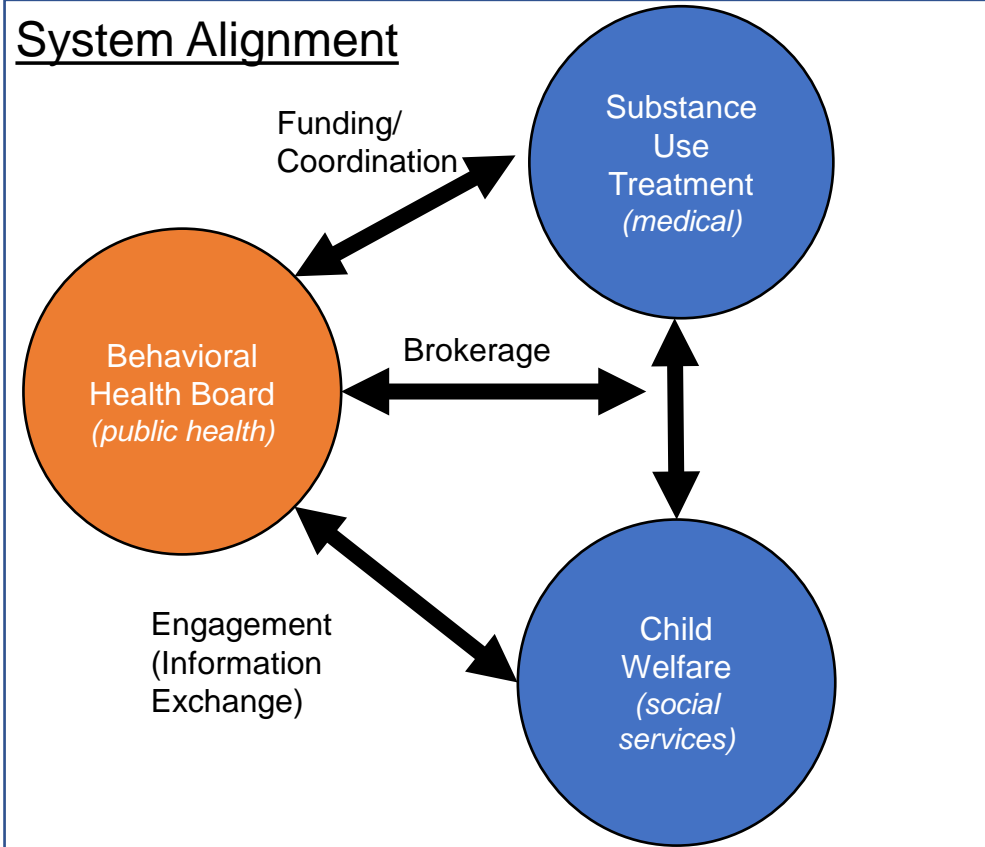 System Alignment
Funding/
Coordination
Substance
Use
Treatment
(medical)
Behavioral
Health Board
(public health)
Brokerage
Engagement
(Information
Exchange)
Child
Welfare
(social
services)